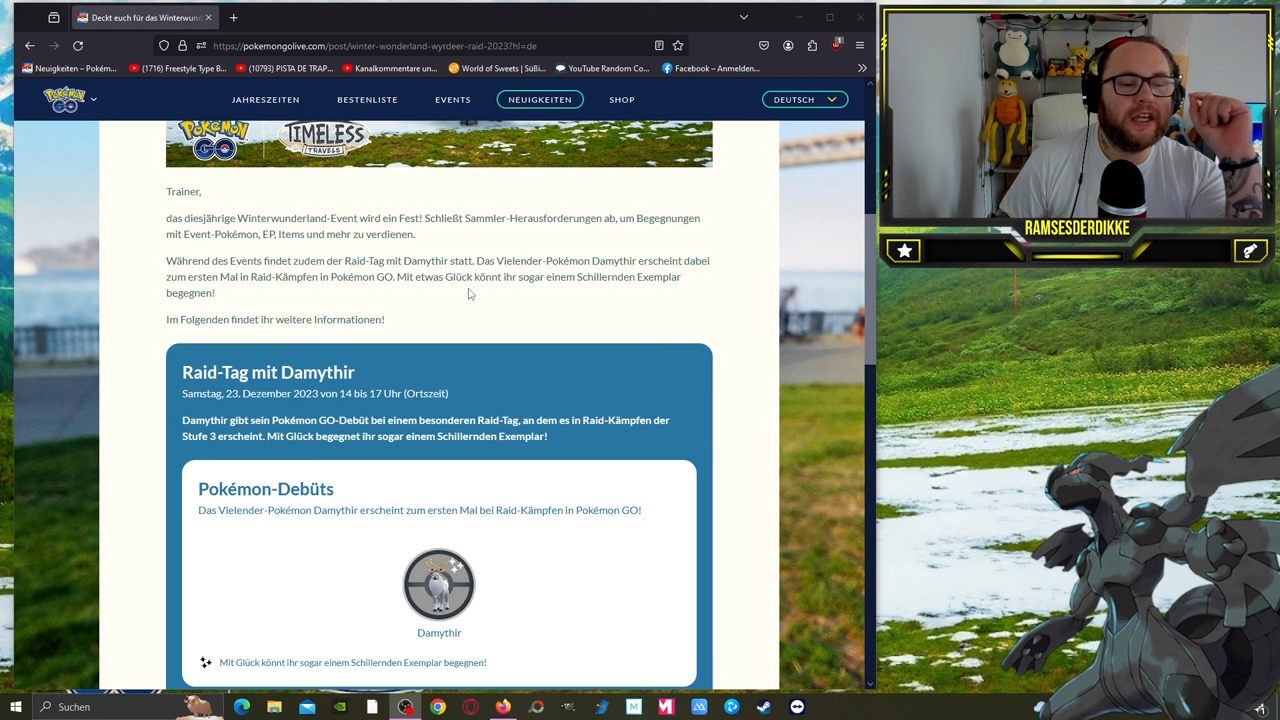 Deckt euch für das Winterwund
https://pokemongolive.com/post/winter-wonderland-wyrdeer-raid-2023?hl=de
1
Neuigkeiten – Pokém...
(1716) Freestyle Type B...
(10793) PISTA DE TRAP...
Kanalkommentare un...
World of Sweets | Süßi...
YouTube Random Co...
Facebook – Anmelden...
Pokémon GO
JAHRESZEITEN
BESTENLISTE
EVENTS
NEUIGKEITEN
SHOP
DEUTSCH
Pokémon GO
TIMELESS
TRAVELS
Trainer,
das diesjährige Winterwunderland-Event wird ein Fest! Schließt Sammler-Herausforderungen ab, um Begegnungen
mit Event-Pokémon, EP, Items und mehr zu verdienen.
Während des Events findet zudem der Raid-Tag mit Damythir statt. Das Vielender-Pokémon Damythir erscheint dabei
zum ersten Mal in Raid-Kämpfen in Pokémon GO. Mit etwas Glück könnt ihr sogar einem Schillernden Exemplar
begegnen!
Im Folgenden findet ihr weitere Informationen!
Raid-Tag mit Damythir
Samstag, 23. Dezember 2023 von 14 bis 17 Uhr (Ortszeit)
Damythir gibt sein Pokémon GO-Debüt bei einem besonderen Raid-Tag, an dem es in Raid-Kämpfen der
Stufe 3 erscheint. Mit Glück begegnet ihr sogar einem Schillernden Exemplar!
Pokémon-Debüts
Das Vielender-Pokémon Damythir erscheint zum ersten Mal bei Raid-Kämpfen in Pokémon GO!
Damythir
Mit Glück könnt ihr sogar einem Schillernden Exemplar begegnen!
RAMSESDERDIKKE
Suchen